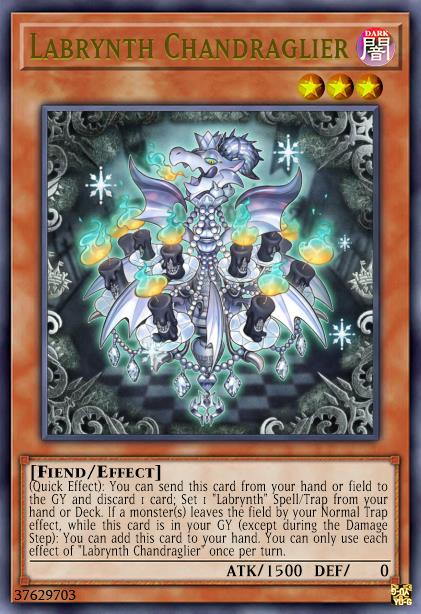 LABRYNTH CHANDRAGLIER
DARK
闇
[FIEND/EFFECT]
(Quick Effect): You can send this card from your hand or field to
the GY and discard 1 card; Set 1 "Labrynth" Spell/Trap from your
hand or Deck. If a monster(s) leaves the field by your Normal Trap
effect, while this card is in your GY (except during the Damage
Step): You can add this card to your hand. You can only use each
effect of "Labrynth Chandraglier" once per turn.
ATK/1500 DEF/ 0
37629703